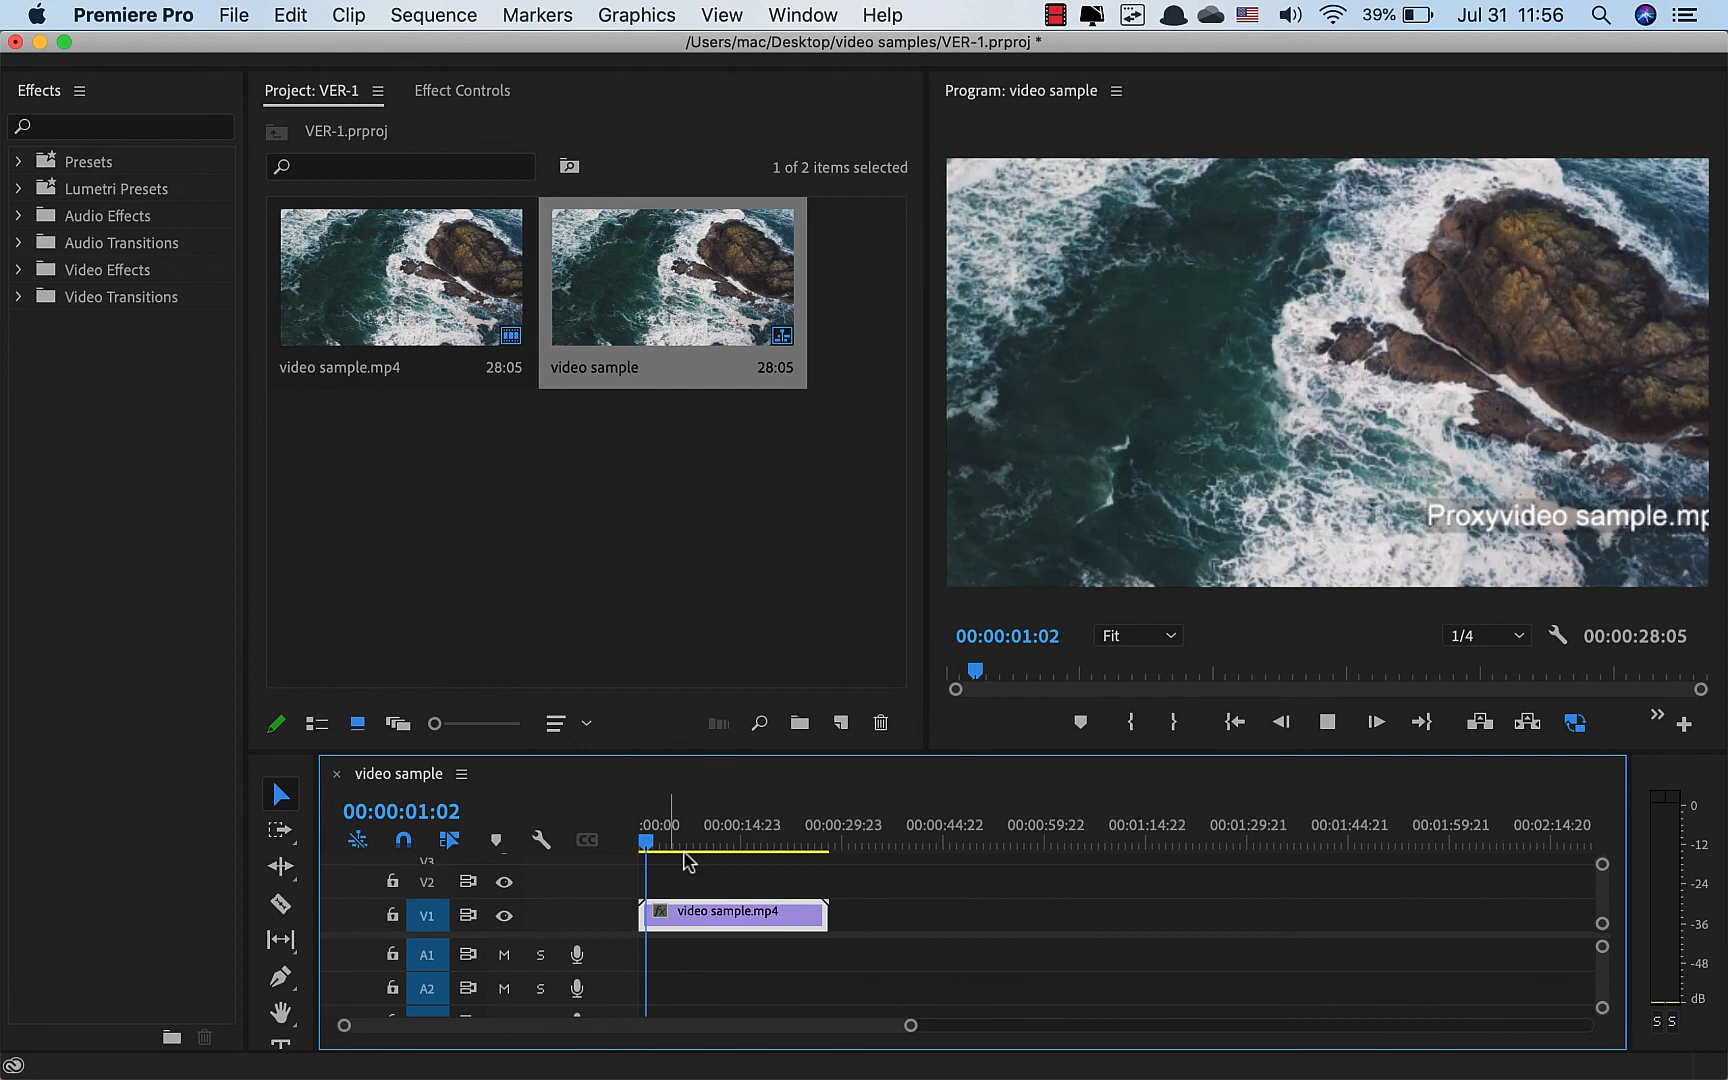 Premiere Pro File Edit Clip Sequence Markers Graphics View Window Help 39% Jul 31 11:56
/Users/mac/Desktop/video samples/VER-1.prproj *
Effects
Presets
Lumetri Presets
Audio Effects
Audio Transitions
Video Effects
Video Transitions
Project: VER-1 Effect Controls
VER-1.prproj
1 of 2 items selected
video sample.mp4 28:05
video sample 28:05
Program: video sample
Proxyvideo sample.mp
00:00:01:02 Fit 1/4 00:00:28:05
video sample
00:00:01:02
:00:00 00:00:14:23 00:00:29:23 00:00:44:22 00:00:59:22 00:01:14:22 00:01:29:21 00:01:44:21 00:01:59:21 00:02:14:20
CC
V3
V2
V1 fx video sample.mp4
A1 M S
A2 M S
0
-12
-24
-36
-48
dB
S S